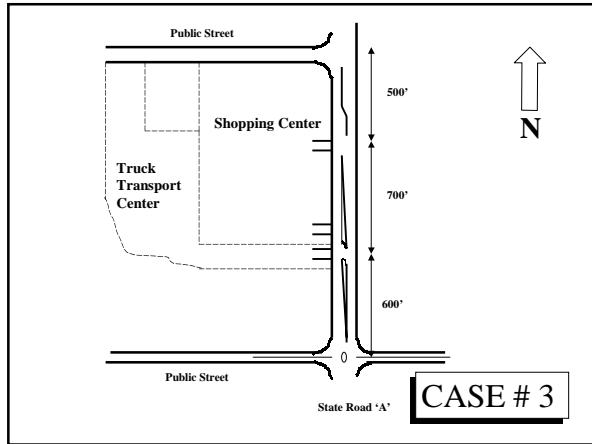 Public Street
500'
N
Shopping Center
Truck
Transport
Center
700'
600'
Public Street
State Road 'A'
CASE # 3